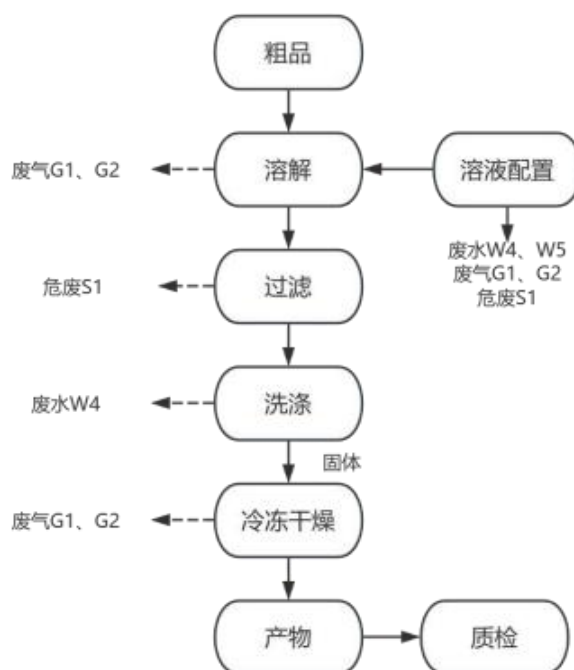 粗品
废气G1、G2
溶解
溶液配置
废水W4、W5
废气G1、G2
危废S1
危废S1
过滤
废水W4
洗涤
固体
废气G1、G2
冷冻干燥
产物
质检